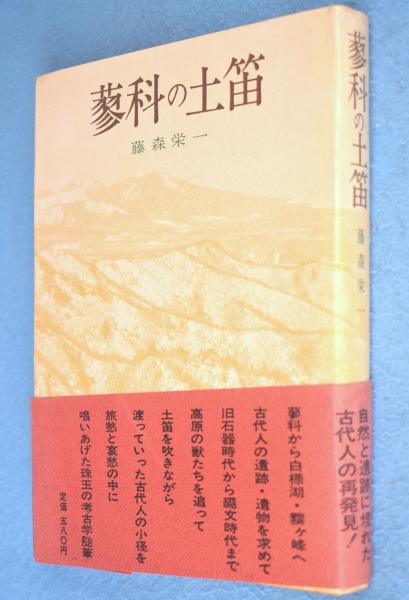 蓼科の土笛
藤森栄一
蓼科から白樺湖・霧ヶ峰へ
古代人の遺跡・遺物を求めて
旧石器時代から縄文時代まで
高原の獣たちを追って
土笛を吹きながら
渡っていった古代人の小径を
旅愁と哀愁の中に
唱いあげた珠玉の考古学随筆
定価 五八〇円
蓼科の土笛
藤森栄一
自然と遺跡に埋れた
古代人の再発見!